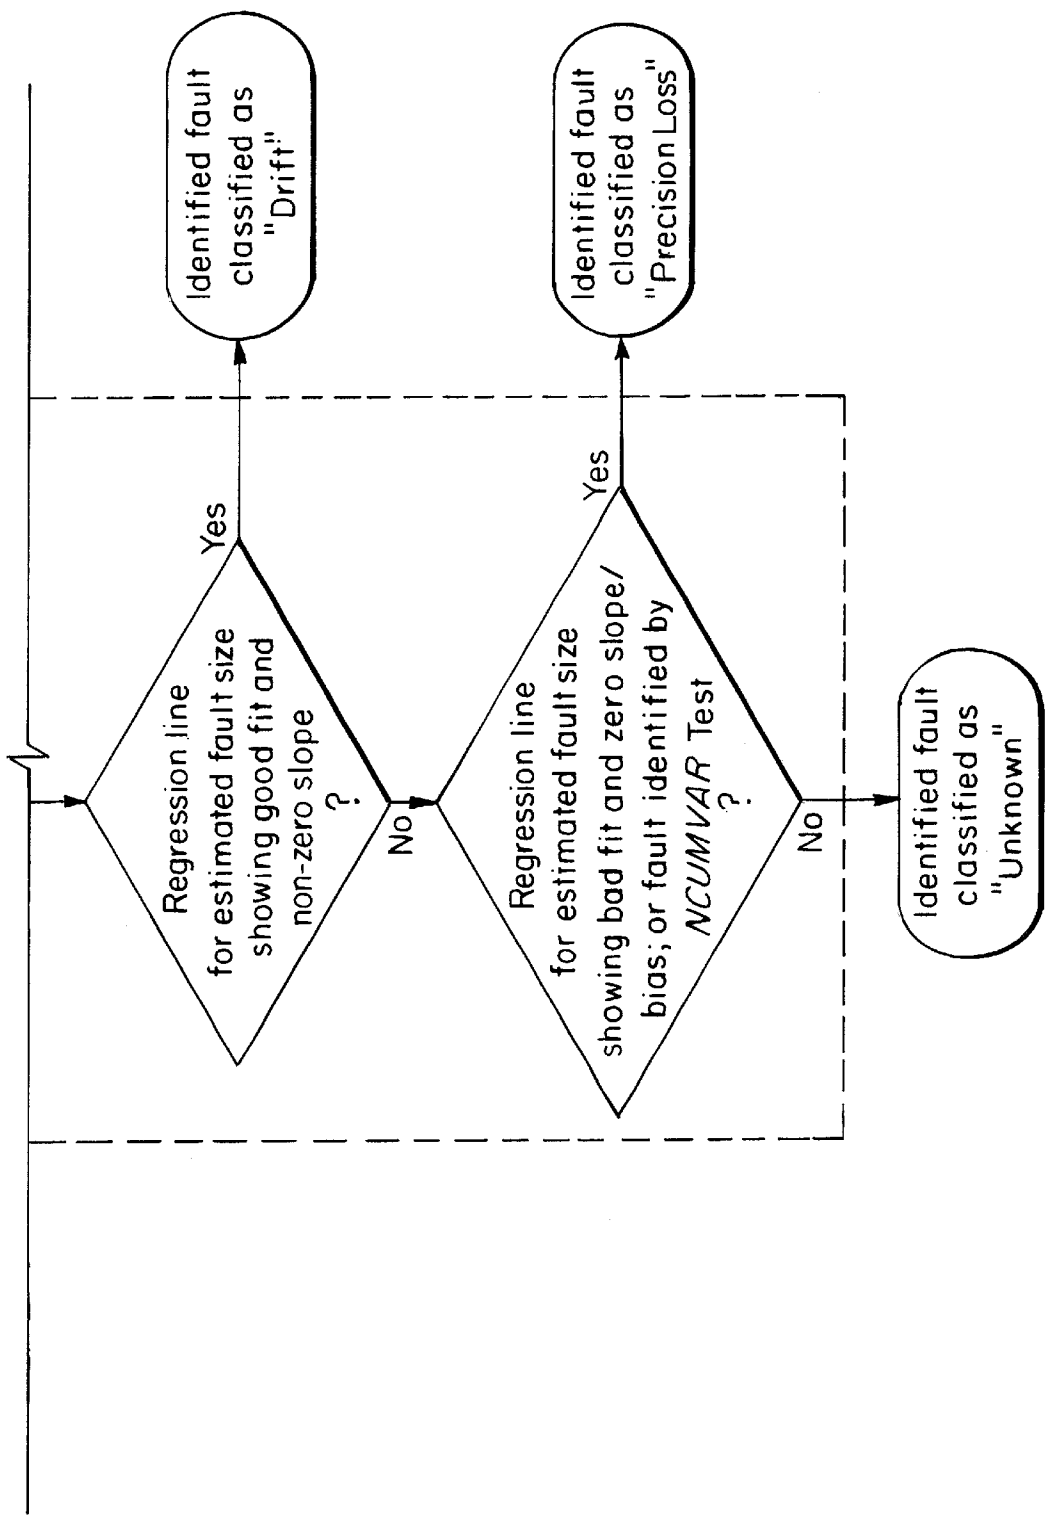 Regression line
for estimated fault size
showing good fit and
non-zero slope
?
Yes
Identified fault
classified as
"Drift"
No
Regression line
for estimated fault size
showing bad fit and zero slope/
bias; or fault identified by
NCUMVAR Test
?
Yes
Identified fault
classified as
"Precision Loss"
No
Identified fault
classified as
"Unknown"